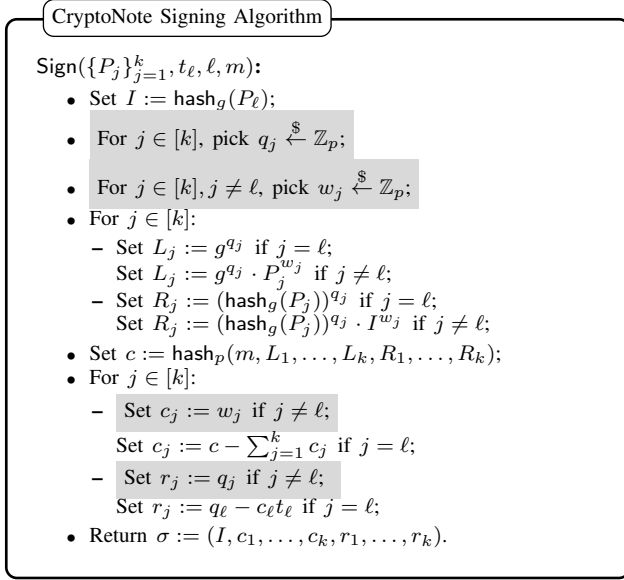 CryptoNote Signing Algorithm
Sign({P_j}^k_{j=1}, t_ℓ, ℓ, m):
• Set I := hash_g(P_ℓ);
• For j ∈ [k], pick q_j ←$ ℤ_p;
• For j ∈ [k], j ≠ ℓ, pick w_j ←$ ℤ_p;
• For j ∈ [k]:
– Set L_j := g^{q_j} if j = ℓ;
Set L_j := g^{q_j} · P_j^{w_j} if j ≠ ℓ;
– Set R_j := (hash_g(P_j))^{q_j} if j = ℓ;
Set R_j := (hash_g(P_j))^{q_j} · I^{w_j} if j ≠ ℓ;
• Set c := hash_p(m, L_1, . . . , L_k, R_1, . . . , R_k);
• For j ∈ [k]:
– Set c_j := w_j if j ≠ ℓ;
Set c_j := c − ∑^k_{j=1} c_j if j = ℓ;
– Set r_j := q_j if j ≠ ℓ;
Set r_j := q_ℓ − c_ℓt_ℓ if j = ℓ;
• Return σ := (I, c_1, . . . , c_k, r_1, . . . , r_k).